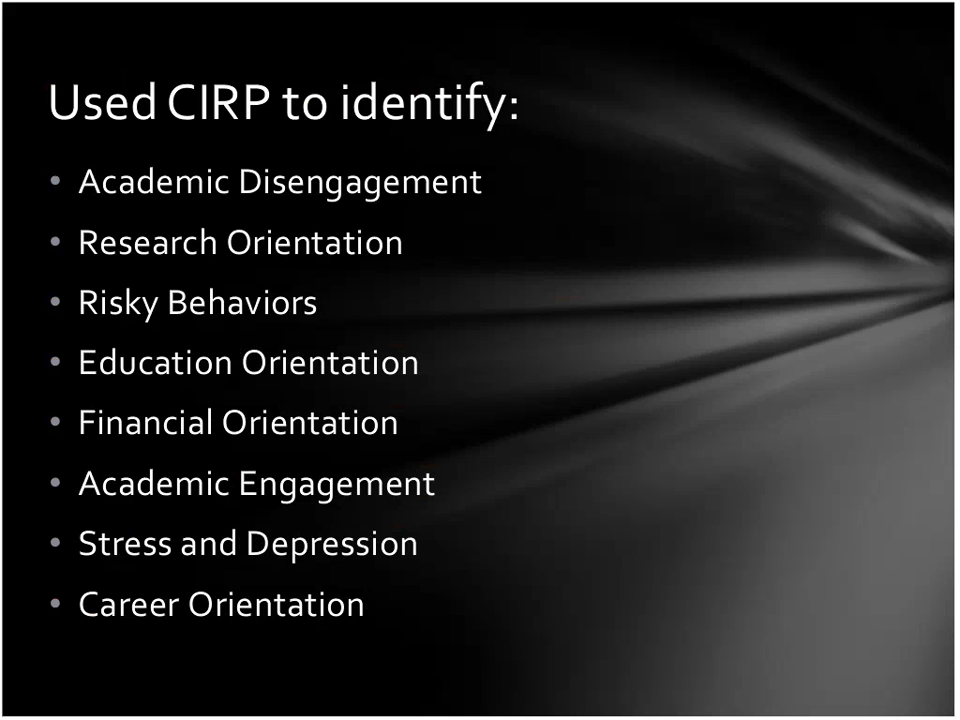 Used CIRP to identify:
• Academic Disengagement
• Research Orientation
• Risky Behaviors
• Education Orientation
• Financial Orientation
• Academic Engagement
• Stress and Depression
• Career Orientation